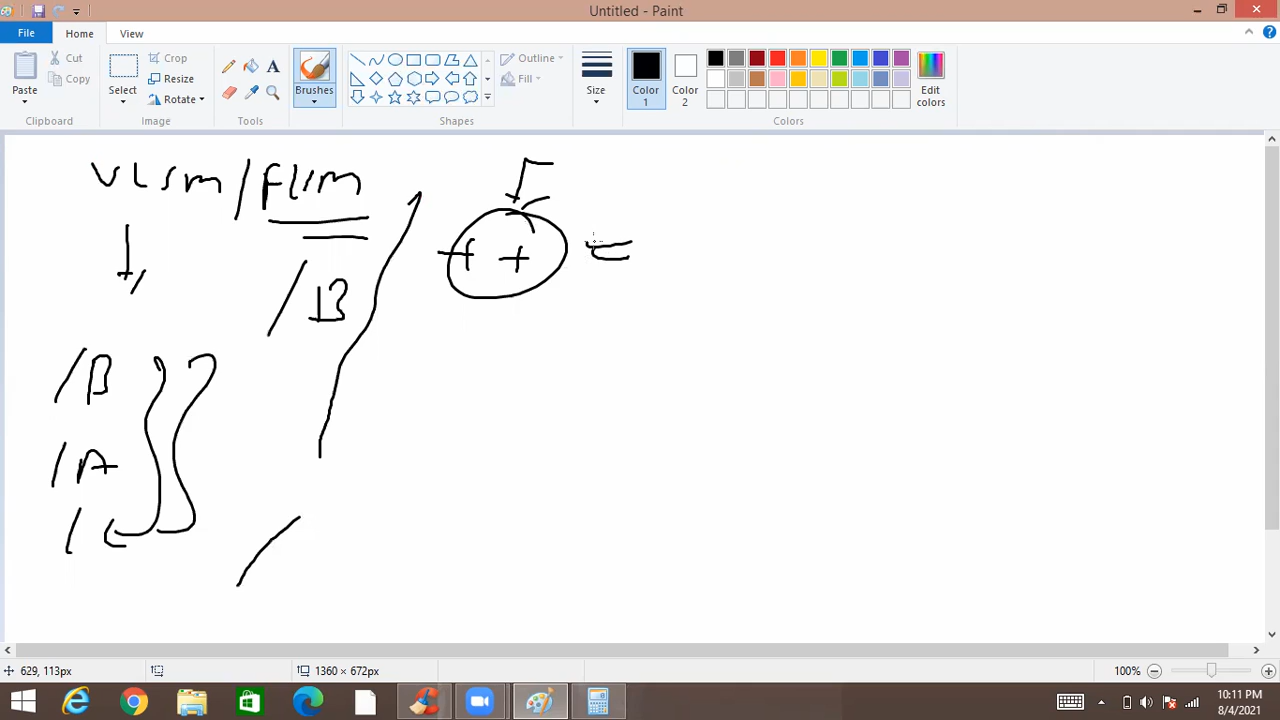 Untitled - Paint
File
Home
View
Paste
Cut
Copy
Clipboard
Select
Crop
Resize
Rotate
Image
Tools
Brushes
Shapes
Outline
Fill
Size
Color 1
Color 2
Edit colors
Colors
VLSM/FLSM
/B
/B
/A
/C
+ + =
629, 113px
1360 × 672px
100%
10:11 PM
8/4/2021